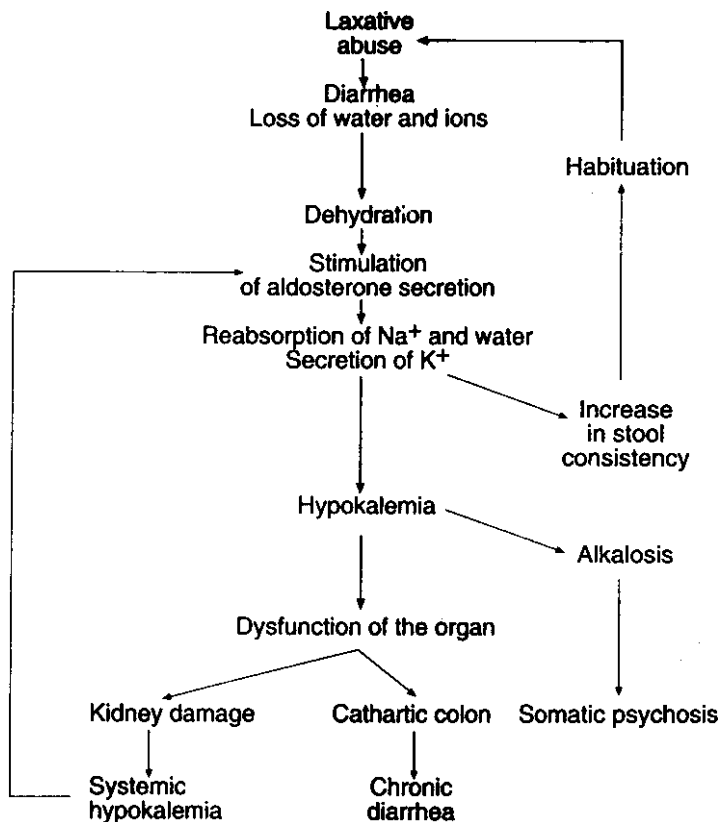 Laxative
abuse
Diarrhea
Loss of water and ions
Habituation
Dehydration
Stimulation
of aldosterone secretion
Reabsorption of Na+ and water
Secretion of K+
Increase
in stool
consistency
Hypokalemia
Alkalosis
Dysfunction of the organ
Kidney damage
Cathartic colon
Somatic psychosis
Systemic
hypokalemia
Chronic
diarrhea